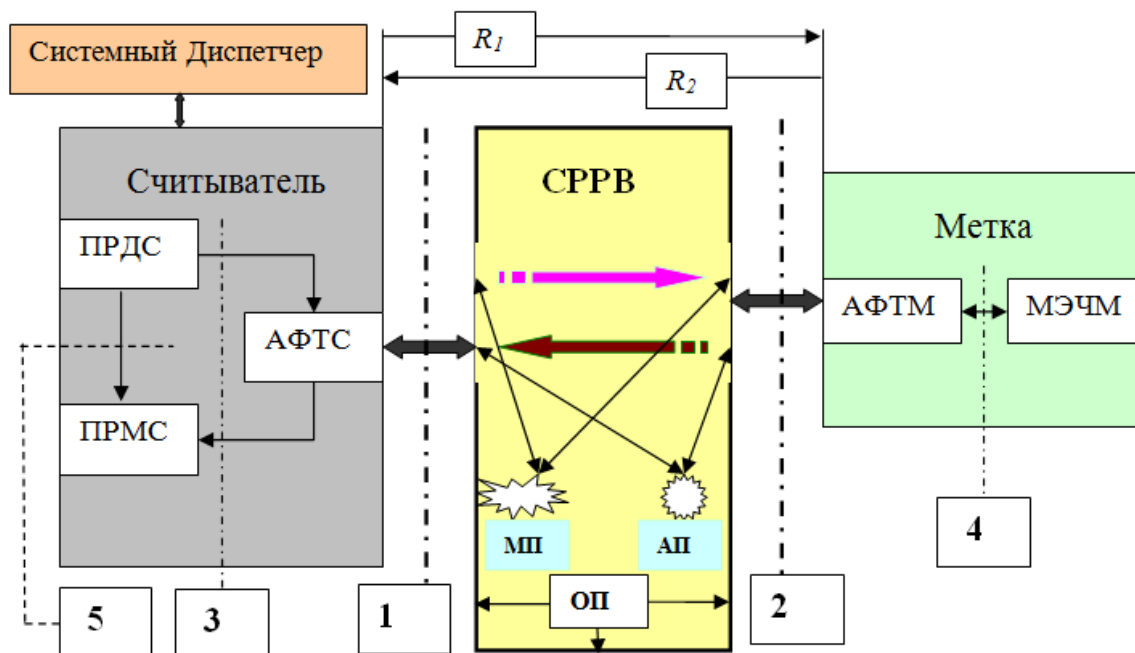 Системный Диспетчер
R1
R2
Считыватель
СРРВ
Метка
ПРДС
АФТС
ПРМС
АФТМ
МЭЧМ
МП
АП
ОП
5
3
1
2
4